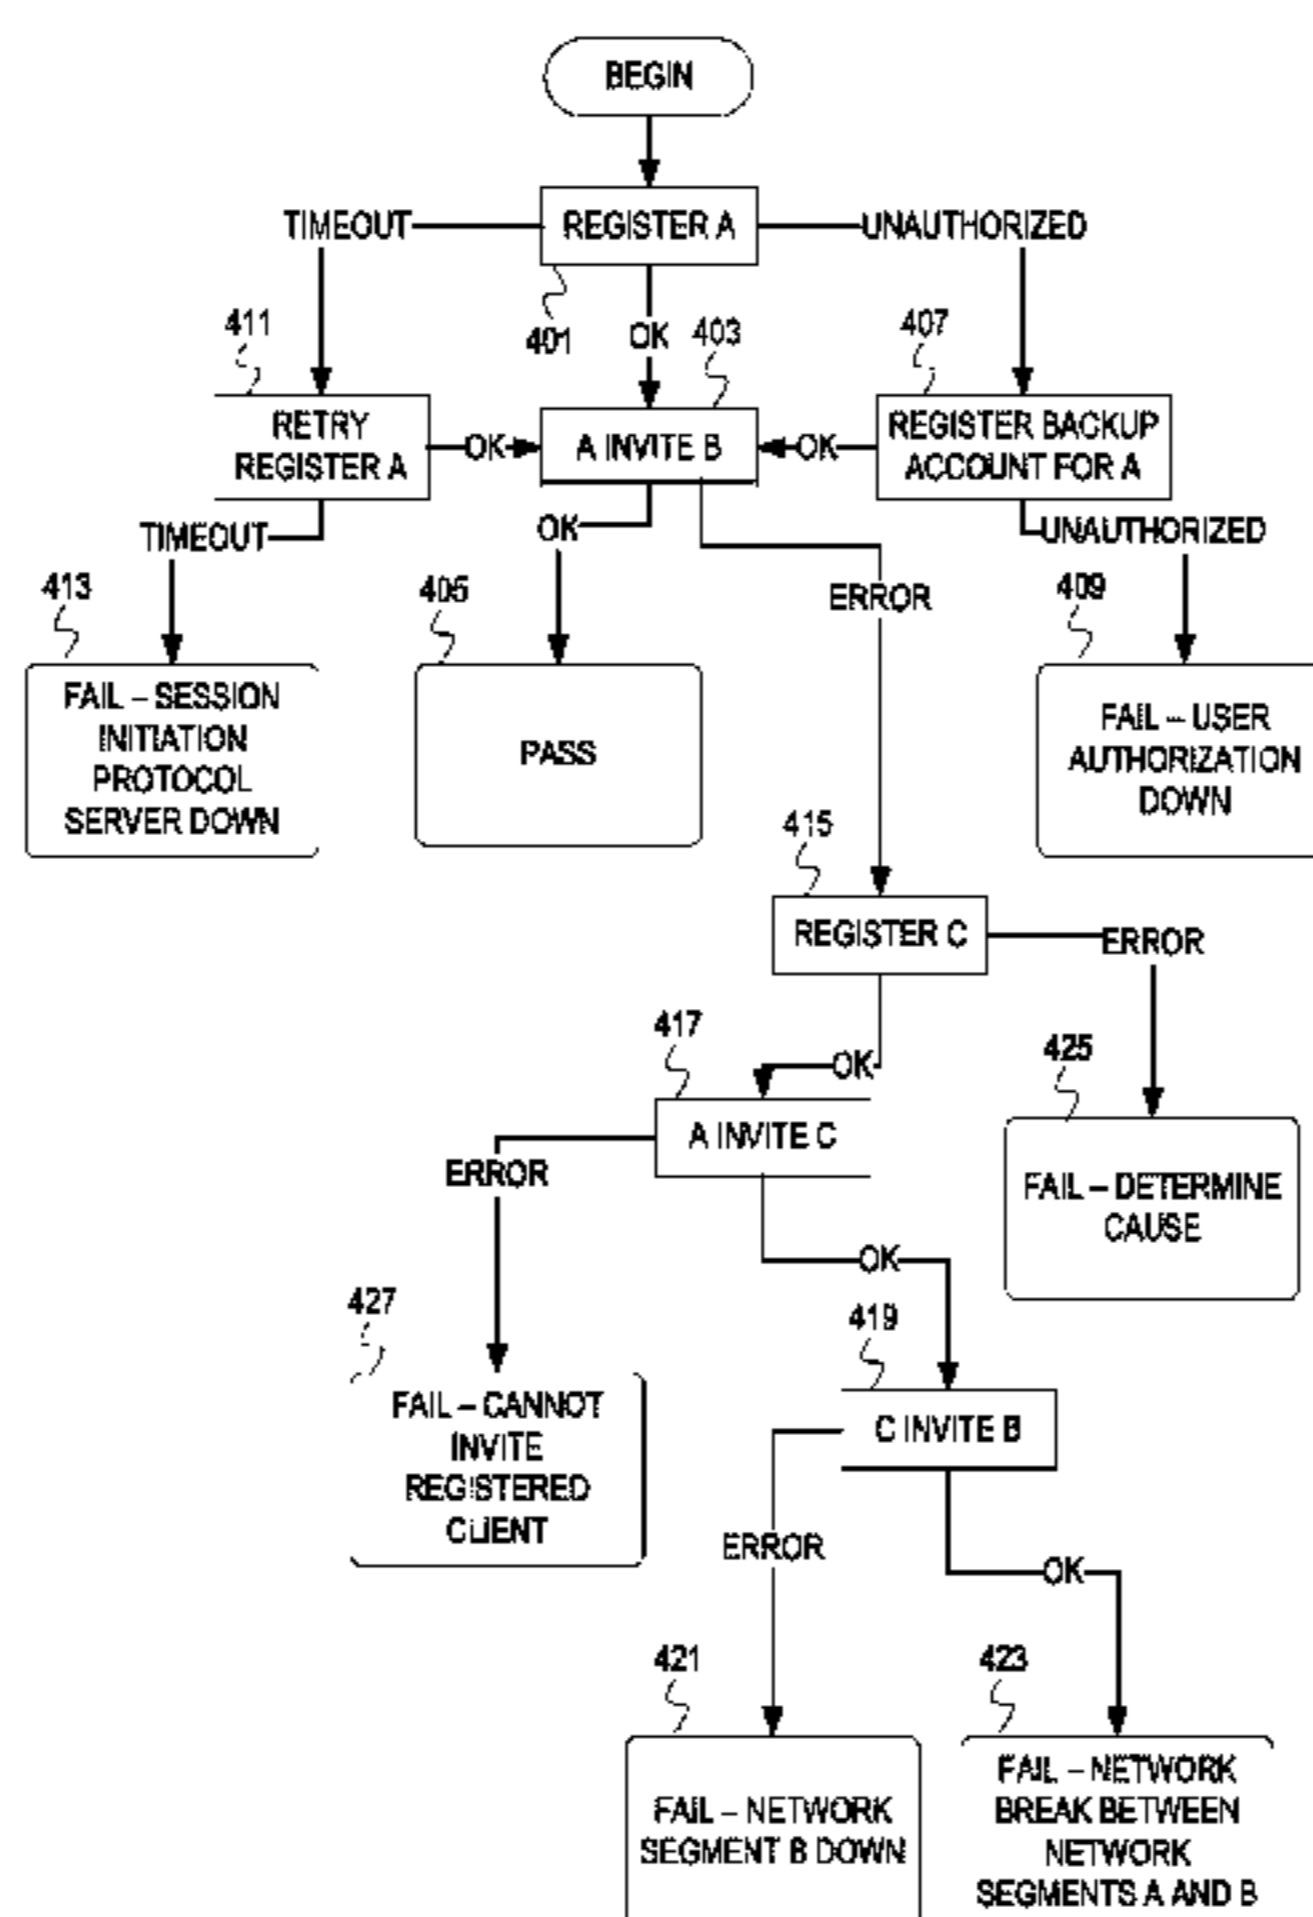 BEGIN
TIMEOUT
REGISTER A
UNAUTHORIZED
411
401
OK
403
407
RETRY
REGISTER A
OK
A INVITE B
OK
REGISTER BACKUP
ACCOUNT FOR A
TIMEOUT
OK
UNAUTHORIZED
413
405
ERROR
409
FAIL – SESSION
INITIATION
PROTOCOL
SERVER DOWN
PASS
FAIL – USER
AUTHORIZATION
DOWN
415
REGISTER C
ERROR
417
OK
425
A INVITE C
ERROR
FAIL – DETERMINE
CAUSE
OK
427
419
FAIL – CANNOT
INVITE
REGISTERED
CLIENT
C INVITE B
ERROR
OK
421
423
FAIL – NETWORK
SEGMENT B DOWN
FAIL – NETWORK
BREAK BETWEEN
NETWORK
SEGMENTS A AND B